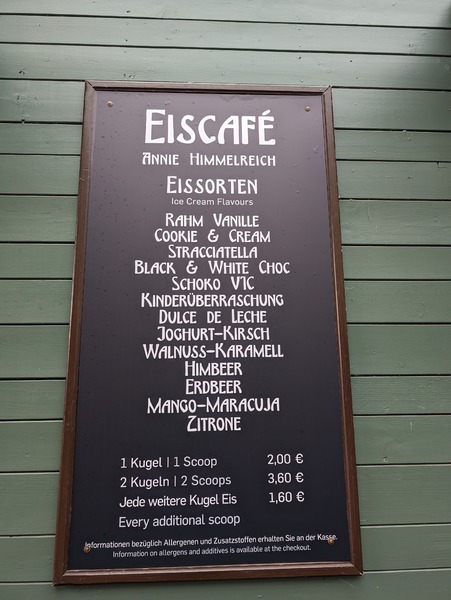 EISCAFÉ
ANNIE HIMMELREICH
EISSORTEN
Ice Cream Flavours
RAHM VANILLE
COOKIE & CREAM
STRACCIATELLA
BLACK & WHITE CHOC
SCHOKO VIC
KINDERÜBERRASCHUNG
DULCE DE LECHE
JOGHURT-KIRSCH
WALNUSS-KARAMELL
HIMBEER
ERDBEER
MANGO-MARACUJA
ZITRONE
1 Kugel | 1 Scoop 2,00 €
2 Kugeln | 2 Scoops 3,60 €
Jede weitere Kugel Eis 1,60 €
Every additional scoop
Informationen bezüglich Allergenen und Zusatzstoffen erhalten Sie an der Kasse.
Information on allergens and additives is available at the checkout.